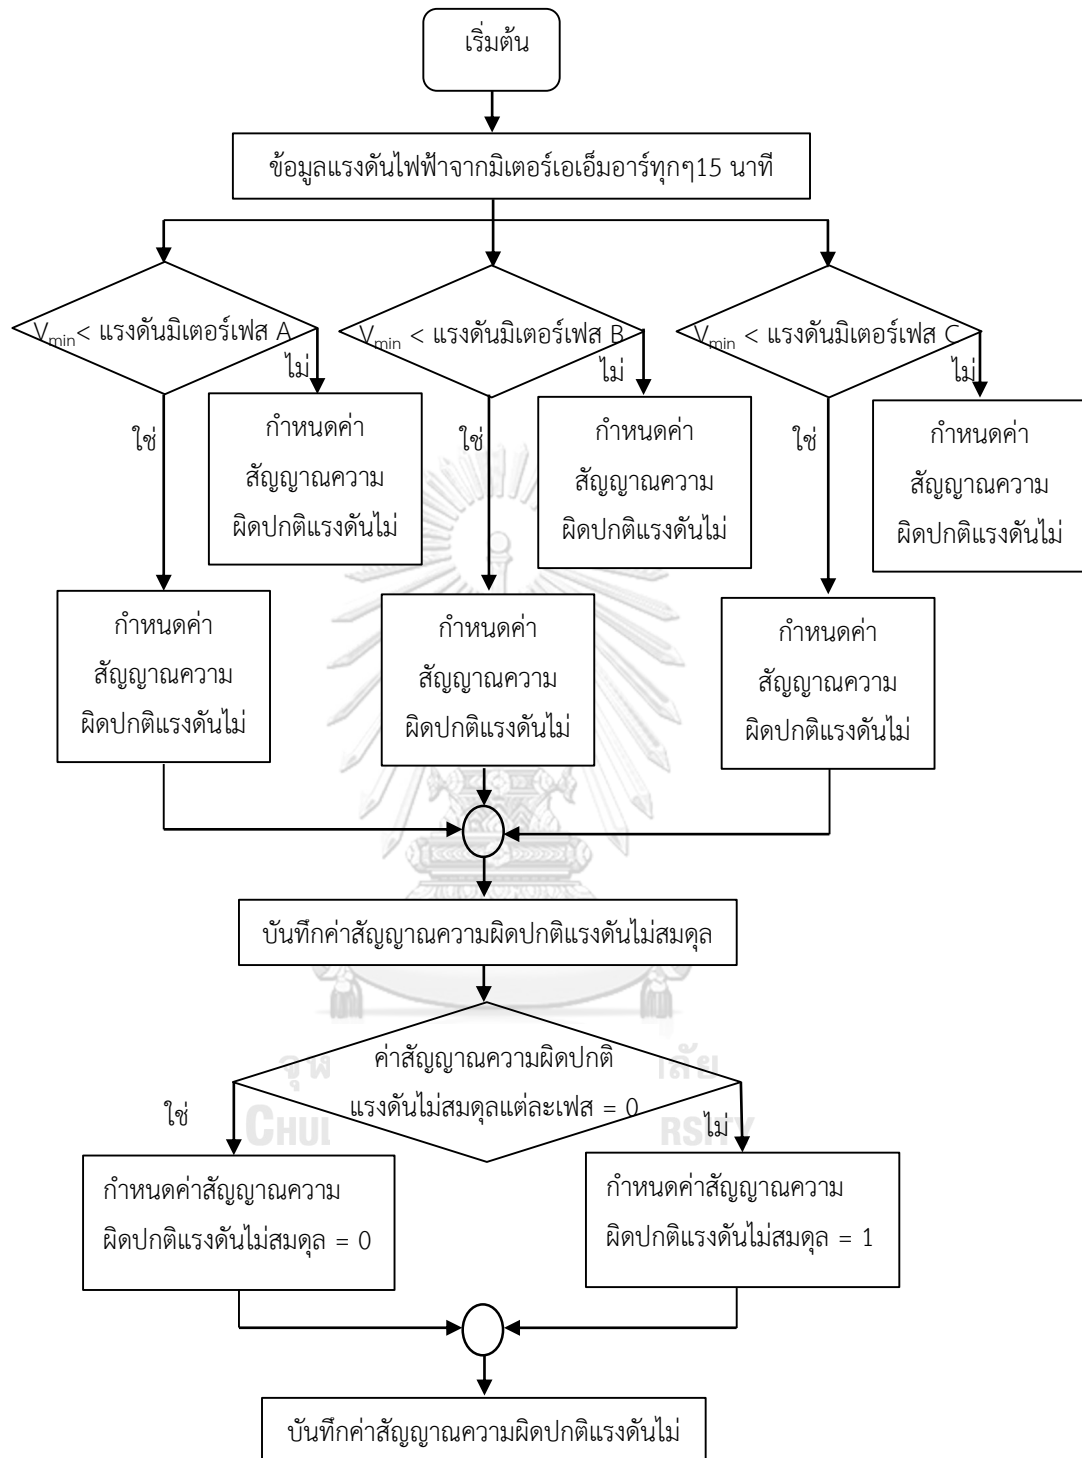 เริ่มต้น
ข้อมูลแรงดันไฟฟ้าจากมิเตอร์เอเอ็มอาร์ทุกๆ15 นาที
Vmin< แรงดันมิเตอร์เฟส A
Vmin < แรงดันมิเตอร์เฟส B
Vmin < แรงดันมิเตอร์เฟส C
ไม่
ไม่
ไม่
กำหนดค่า
สัญญาณความ
ผิดปกติแรงดันไม่
กำหนดค่า
สัญญาณความ
ผิดปกติแรงดันไม่
กำหนดค่า
สัญญาณความ
ผิดปกติแรงดันไม่
ใช่
ใช่
ใช่
กำหนดค่า
สัญญาณความ
ผิดปกติแรงดันไม่
กำหนดค่า
สัญญาณความ
ผิดปกติแรงดันไม่
กำหนดค่า
สัญญาณความ
ผิดปกติแรงดันไม่
บันทึกค่าสัญญาณความผิดปกติแรงดันไม่สมดุล
ค่าสัญญาณความผิดปกติ
แรงดันไม่สมดุลแต่ละเฟส = 0
ใช่
ไม่
กำหนดค่าสัญญาณความ
ผิดปกติแรงดันไม่สมดุล = 0
กำหนดค่าสัญญาณความ
ผิดปกติแรงดันไม่สมดุล = 1
บันทึกค่าสัญญาณความผิดปกติแรงดันไม่